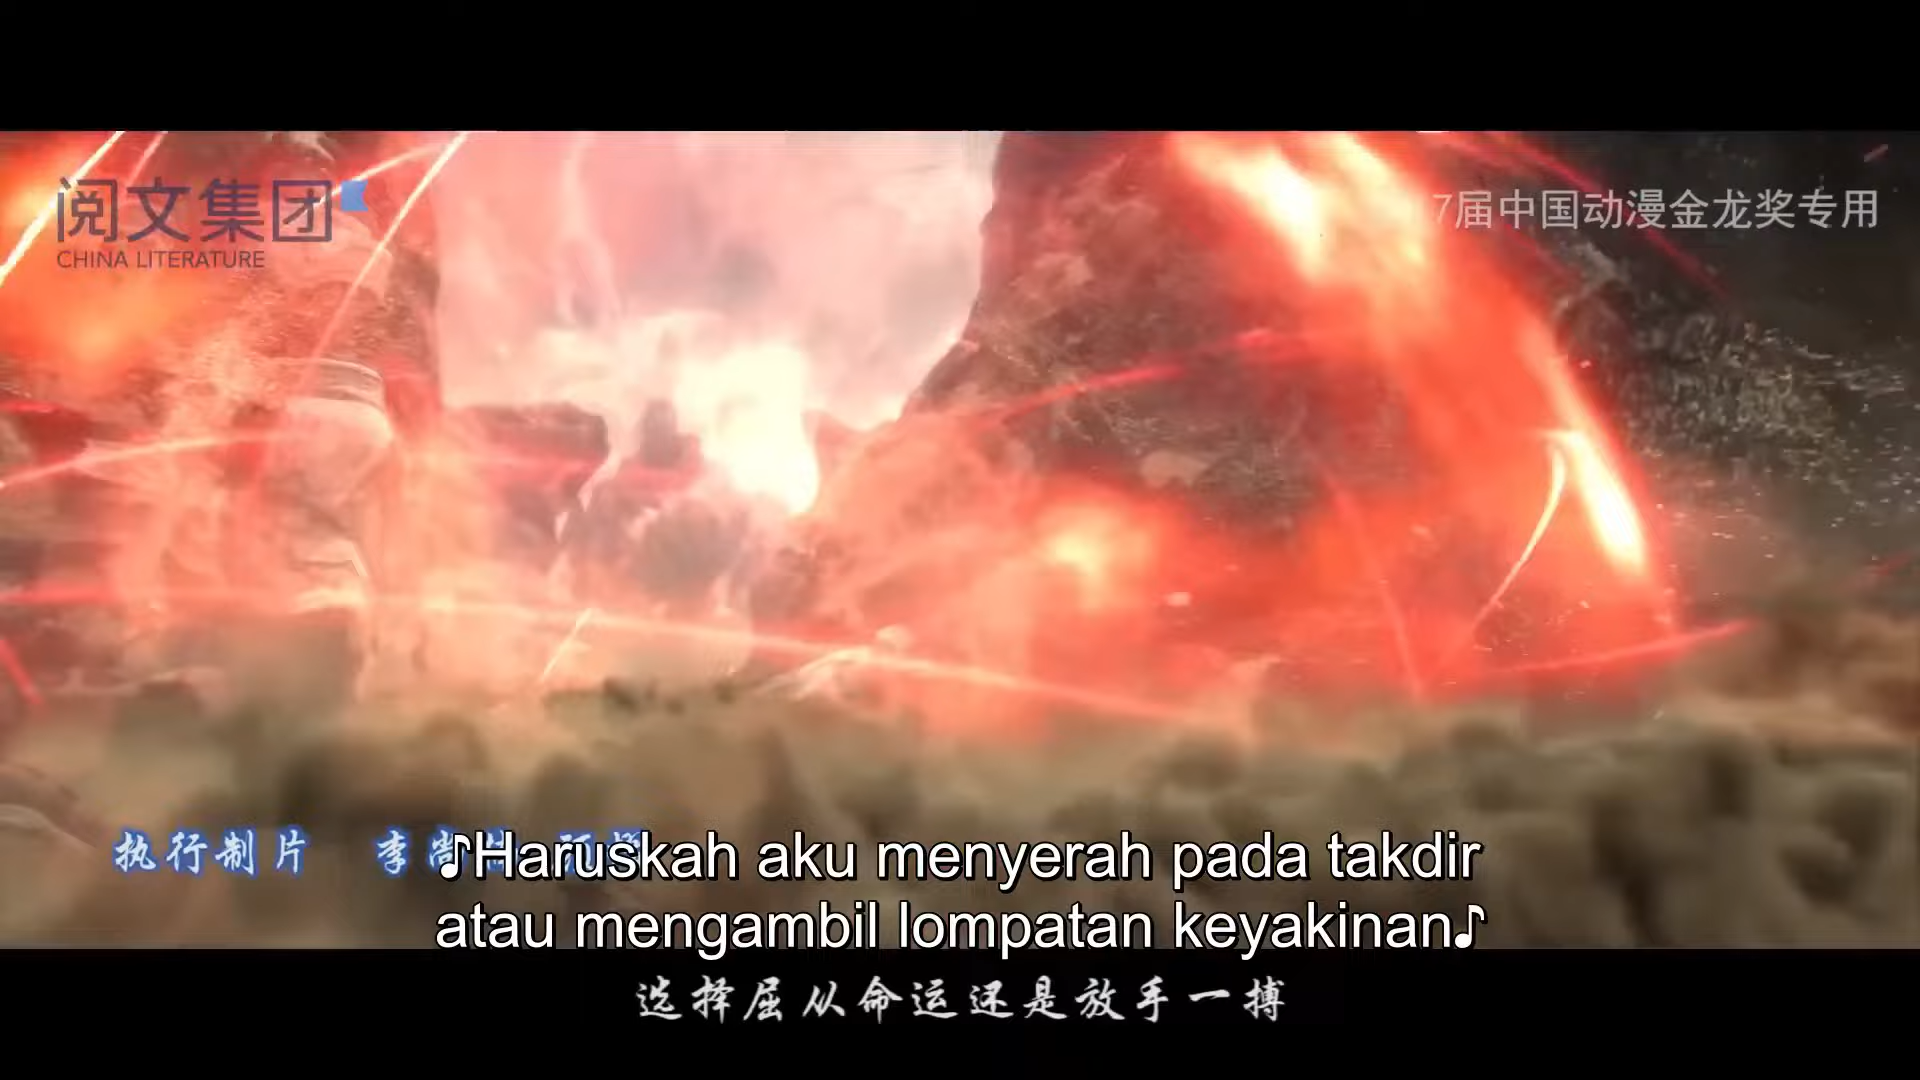 阅文集团
CHINA LITERATURE
7届中国动漫金龙奖专用
执行制片 李
♪Haruskah aku menyerah pada takdir
atau mengambil lompatan keyakinan♪
选择屈从命运还是放手一搏